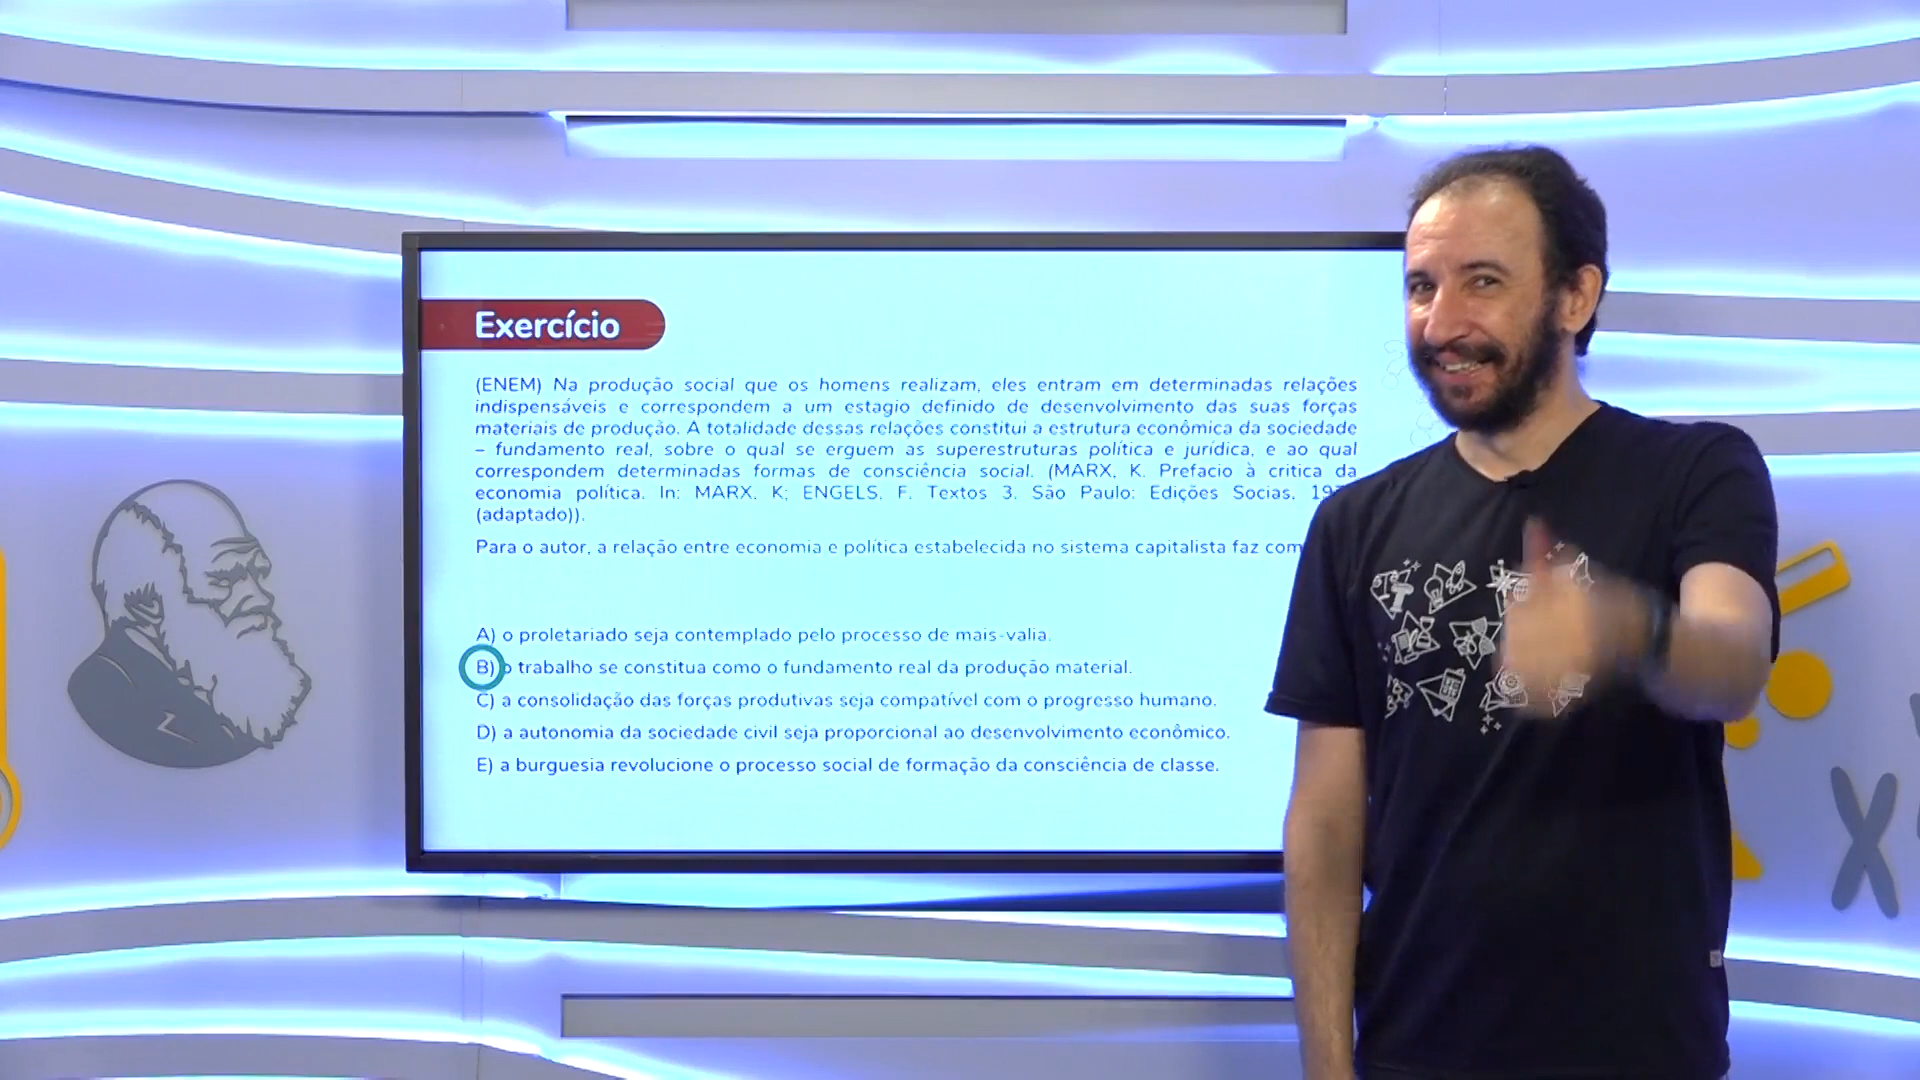 Exercício
(ENEM) Na produção social que os homens realizam, eles entram em determinadas relações
indispensáveis e correspondem a um estagio definido de desenvolvimento das suas forças
materiais de produção. A totalidade dessas relações constitui a estrutura econômica da sociedade
– fundamento real, sobre o qual se erguem as superestruturas política e jurídica, e ao qual
correspondem determinadas formas de consciência social. (MARX, K. Prefacio à critica da
economia política. In: MARX. K; ENGELS. F. Textos 3. São Paulo: Edições Socias,
(adaptado)).
Para o autor, a relação entre economia e política estabelecida no sistema capitalista faz com
A) o proletariado seja contemplado pelo processo de mais-valia.
B) o trabalho se constitua como o fundamento real da produção material.
C) a consolidação das forças produtivas seja compatível com o progresso humano.
D) a autonomia da sociedade civil seja proporcional ao desenvolvimento econômico.
E) a burguesia revolucione o processo social de formação da consciência de classe.
X